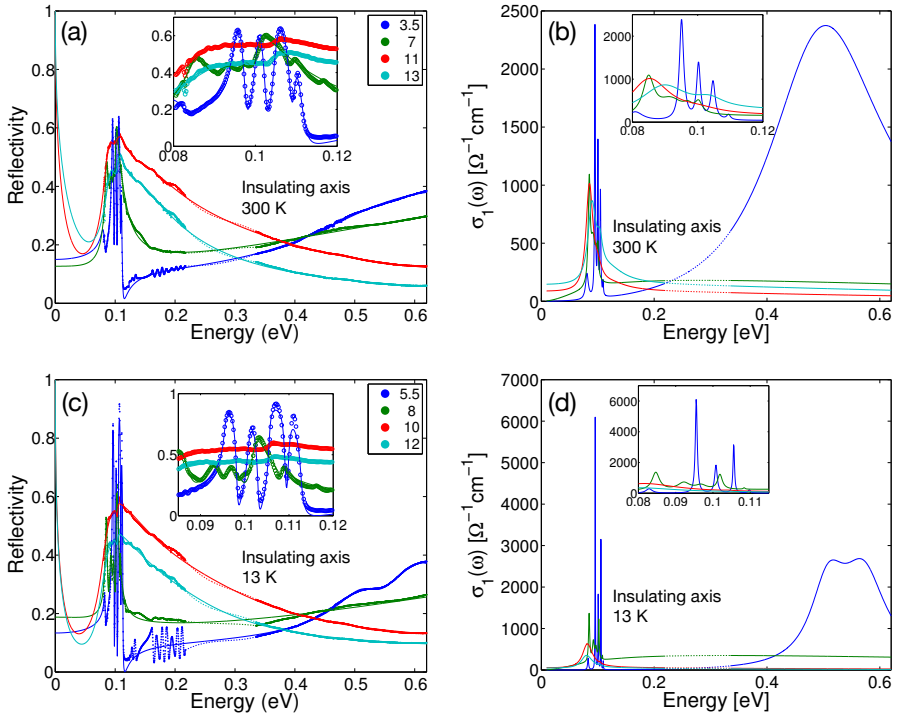 (a)
Reflectivity
1
0.8
0.6
0.4
0.2
0
0 0.1 0.2 0.3 0.4 0.5 0.6
Energy (eV)
0.6
0.4
0.2
0
0.08 0.1 0.12
3.5
7
11
13
Insulating axis
300 K
(b)
σ1(ω) [Ω−1cm−1]
2500
2000
1500
1000
500
0
0 0.2 0.4 0.6
Energy [eV]
2000
1000
0
0.08 0.1 0.12
Insulating axis
300 K
(c)
Reflectivity
1
0.8
0.6
0.4
0.2
0
0 0.1 0.2 0.3 0.4 0.5 0.6
Energy (eV)
1
0.5
0
0.09 0.1 0.11 0.12
5.5
8
10
12
Insulating axis
13 K
(d)
σ1(ω) [Ω−1cm−1]
7000
6000
5000
4000
3000
2000
1000
0
0 0.2 0.4 0.6
Energy [eV]
6000
4000
2000
0
0.08 0.09 0.1 0.11
Insulating axis
13 K